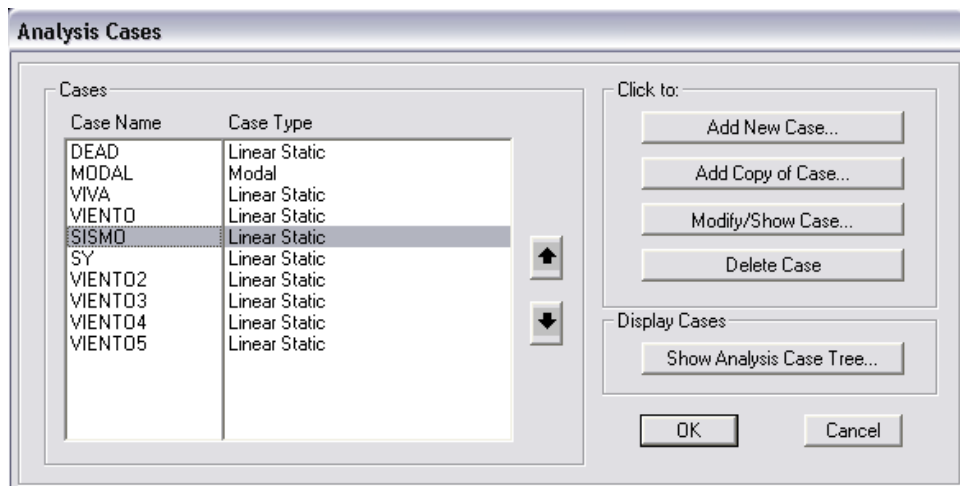 Analysis Cases
Cases
Case Name Case Type
DEAD Linear Static
MODAL Modal
VIVA Linear Static
VIENTO Linear Static
SISMO Linear Static
SY Linear Static
VIENTO2 Linear Static
VIENTO3 Linear Static
VIENTO4 Linear Static
VIENTO5 Linear Static
Click to:
Add New Case...
Add Copy of Case...
Modify/Show Case...
Delete Case
Display Cases
Show Analysis Case Tree...
OK Cancel